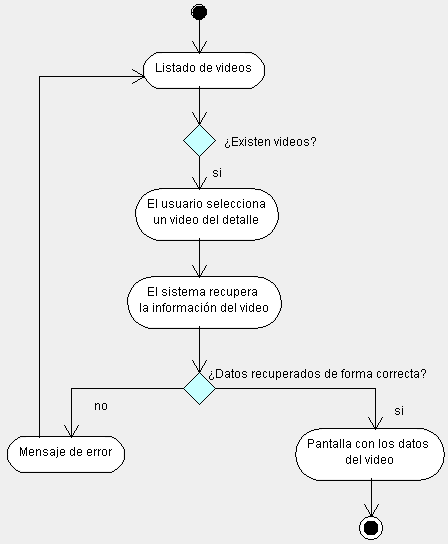 Listado de videos
¿Existen videos?
si
El usuario selecciona
un video del detalle
El sistema recupera
la información del video
¿Datos recuperados de forma correcta?
no
si
Mensaje de error
Pantalla con los datos
del video